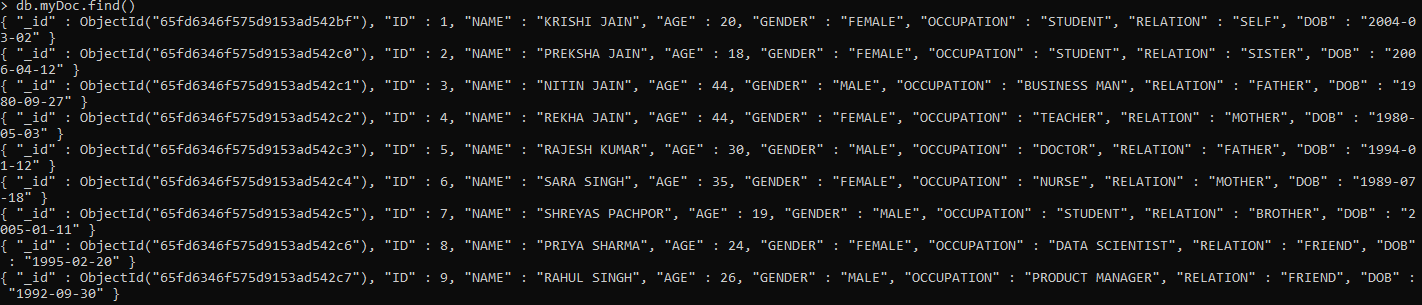 > db.myDoc.find()
{ "_id" : ObjectId("65fd6346f575d9153ad542bf"), "ID" : 1, "NAME" : "KRISHI JAIN", "AGE" : 20, "GENDER" : "FEMALE", "OCCUPATION" : "STUDENT", "RELATION" : "SELF", "DOB" : "2004-0
3-02" }
{ "_id" : ObjectId("65fd6346f575d9153ad542c0"), "ID" : 2, "NAME" : "PREKSHA JAIN", "AGE" : 18, "GENDER" : "FEMALE", "OCCUPATION" : "STUDENT", "RELATION" : "SISTER", "DOB" : "200
6-04-12" }
{ "_id" : ObjectId("65fd6346f575d9153ad542c1"), "ID" : 3, "NAME" : "NITIN JAIN", "AGE" : 44, "GENDER" : "MALE", "OCCUPATION" : "BUSINESS MAN", "RELATION" : "FATHER", "DOB" : "19
80-09-27" }
{ "_id" : ObjectId("65fd6346f575d9153ad542c2"), "ID" : 4, "NAME" : "REKHA JAIN", "AGE" : 44, "GENDER" : "FEMALE", "OCCUPATION" : "TEACHER", "RELATION" : "MOTHER", "DOB" : "1980-
05-03" }
{ "_id" : ObjectId("65fd6346f575d9153ad542c3"), "ID" : 5, "NAME" : "RAJESH KUMAR", "AGE" : 30, "GENDER" : "MALE", "OCCUPATION" : "DOCTOR", "RELATION" : "FATHER", "DOB" : "1994-0
1-12" }
{ "_id" : ObjectId("65fd6346f575d9153ad542c4"), "ID" : 6, "NAME" : "SARA SINGH", "AGE" : 35, "GENDER" : "FEMALE", "OCCUPATION" : "NURSE", "RELATION" : "MOTHER", "DOB" : "1989-07
-18" }
{ "_id" : ObjectId("65fd6346f575d9153ad542c5"), "ID" : 7, "NAME" : "SHREYAS PACHPOR", "AGE" : 19, "GENDER" : "MALE", "OCCUPATION" : "STUDENT", "RELATION" : "BROTHER", "DOB" : "2
005-01-11" }
{ "_id" : ObjectId("65fd6346f575d9153ad542c6"), "ID" : 8, "NAME" : "PRIYA SHARMA", "AGE" : 24, "GENDER" : "FEMALE", "OCCUPATION" : "DATA SCIENTIST", "RELATION" : "FRIEND", "DOB"
 : "1995-02-20" }
{ "_id" : ObjectId("65fd6346f575d9153ad542c7"), "ID" : 9, "NAME" : "RAHUL SINGH", "AGE" : 26, "GENDER" : "MALE", "OCCUPATION" : "PRODUCT MANAGER", "RELATION" : "FRIEND", "DOB" :
 "1992-09-30" }